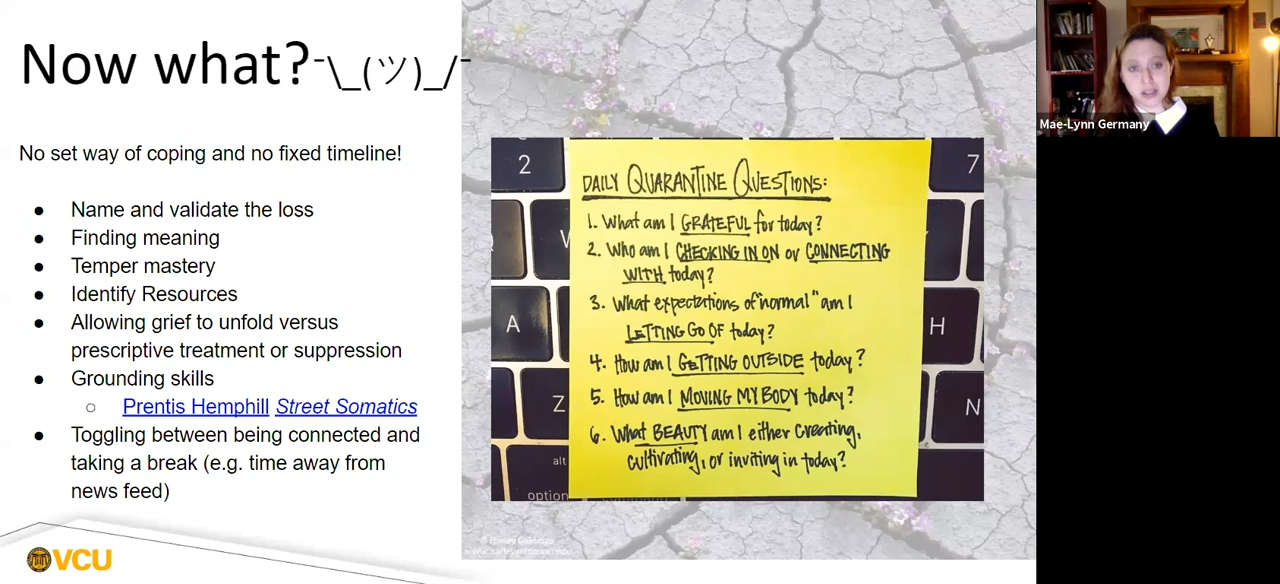 Now what?¯\_(ツ)_/¯
No set way of coping and no fixed timeline!
● Name and validate the loss
● Finding meaning
● Temper mastery
● Identify Resources
● Allowing grief to unfold versus
prescriptive treatment or suppression
● Grounding skills
○ Prentis Hemphill Street Somatics
● Toggling between being connected and
taking a break (e.g. time away from
news feed)
VCU
2
7
A
H
Z
N
alt
option
DAILY QUARANTINE QUESTIONS:
1. What am I GRATEFUL for today?
2. Who am I CHECKING IN ON or CONNECTING
WITH today?
3. What expectations of "normal" am I
LETTING GO OF today?
4. How am I GETTING OUTSIDE today?
5. How am I MOVING MY BODY today?
6. What BEAUTY am I either creating,
cultivating, or inviting in today?
Mae-Lynn Germany